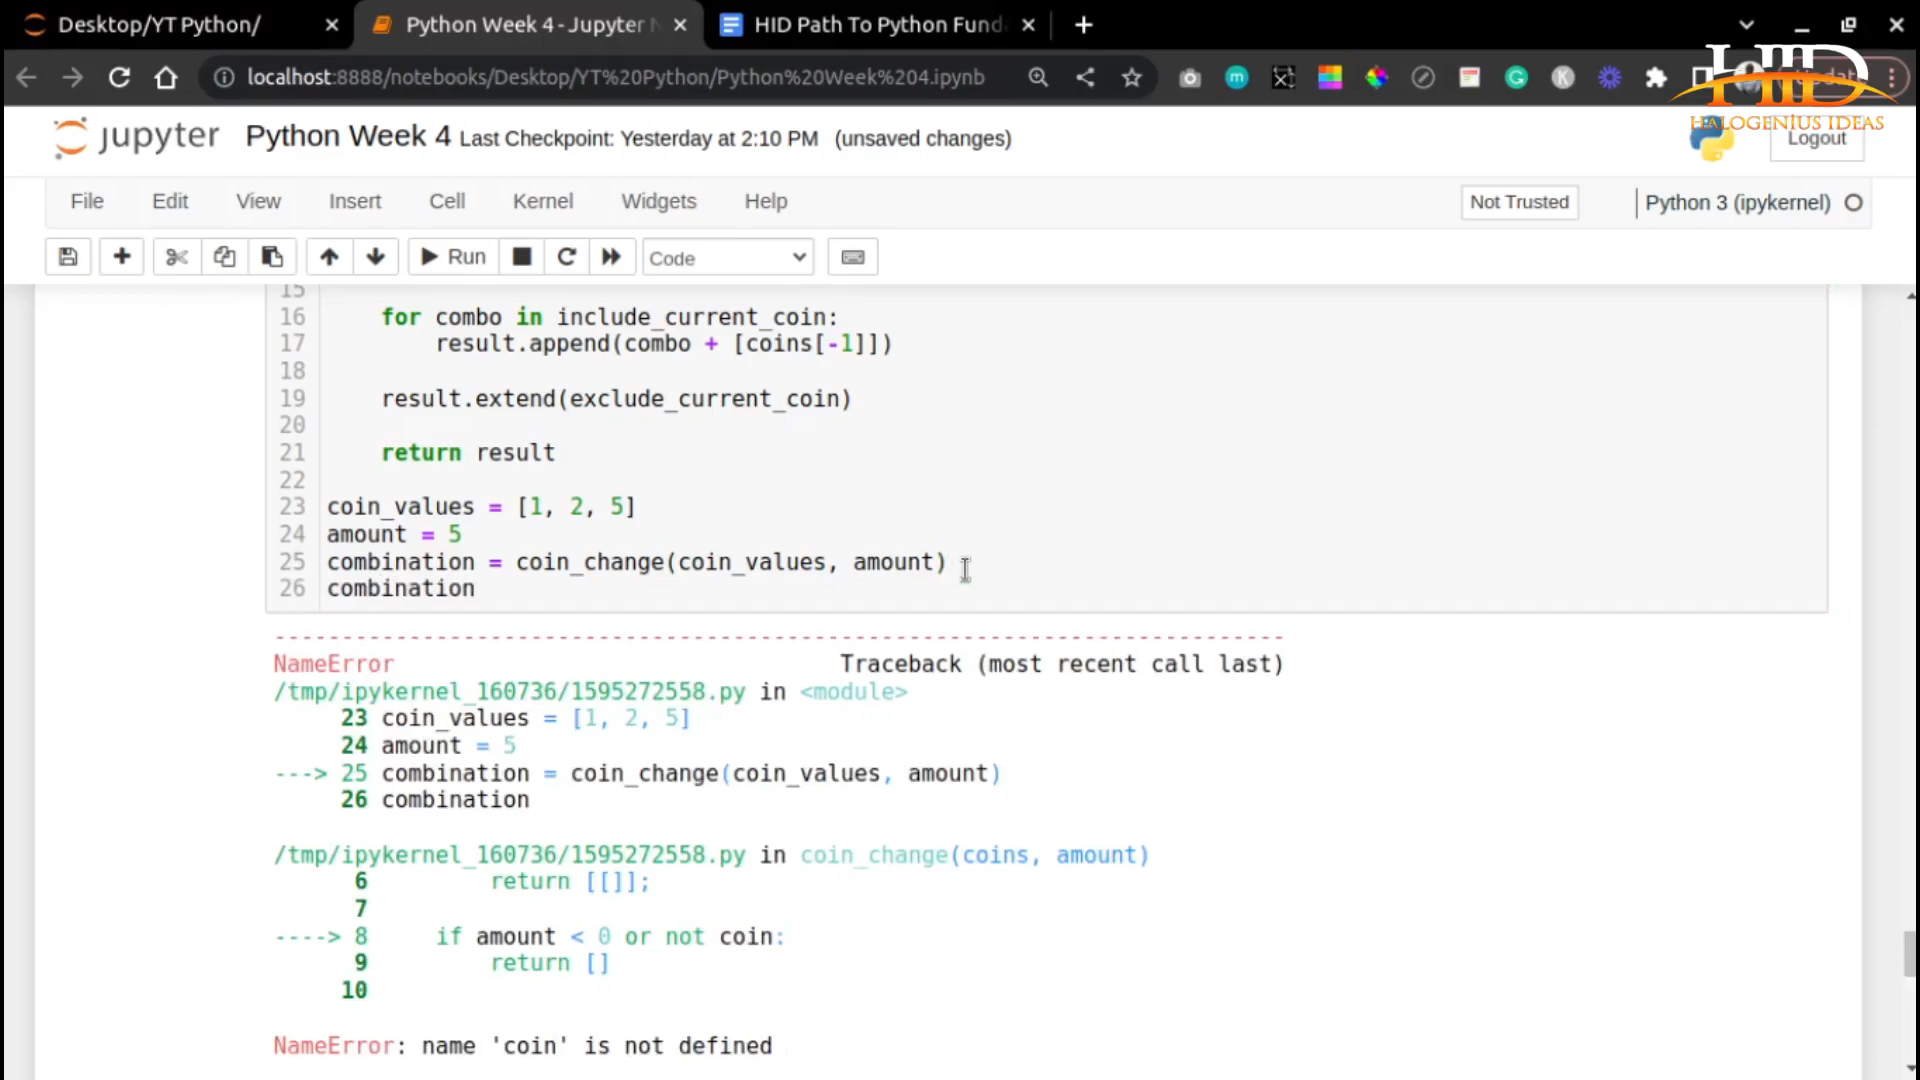 Desktop/YT Python/
Python Week 4 - Jupyter N
HID Path To Python Fund
localhost:8888/notebooks/Desktop/YT%20Python/Python%20Week%204.ipynb
HID
HALOGENIUS IDEAS
jupyter Python Week 4 Last Checkpoint: Yesterday at 2:10 PM (unsaved changes)
Logout
File Edit View Insert Cell Kernel Widgets Help
Not Trusted
Python 3 (ipykernel)
Run
Code
15
16     for combo in include_current_coin:
17         result.append(combo + [coins[-1]])
18
19     result.extend(exclude_current_coin)
20
21     return result
22
23 coin_values = [1, 2, 5]
24 amount = 5
25 combination = coin_change(coin_values, amount)
26 combination
---------------------------------------------------------------------------
NameError                                 Traceback (most recent call last)
/tmp/ipykernel_160736/1595272558.py in <module>
     23 coin_values = [1, 2, 5]
     24 amount = 5
---> 25 combination = coin_change(coin_values, amount)
     26 combination
/tmp/ipykernel_160736/1595272558.py in coin_change(coins, amount)
      6         return [[]];
      7
----> 8     if amount < 0 or not coin:
      9         return []
     10
NameError: name 'coin' is not defined